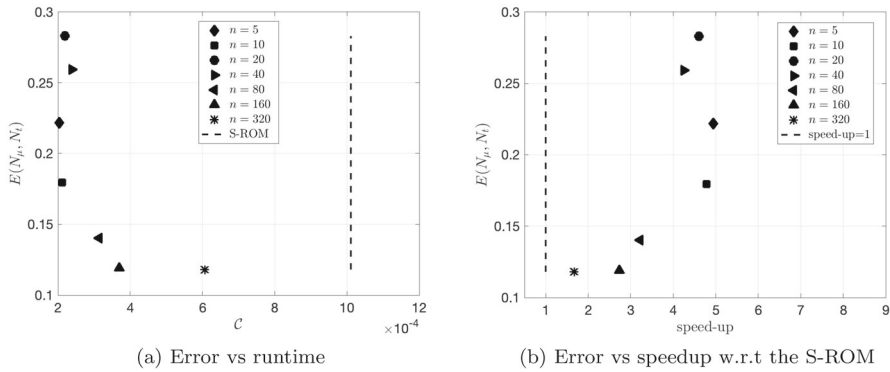 0.3
0.25
0.2
0.15
0.1
E(N_μ, N_t)
n = 5
n = 10
n = 20
n = 40
n = 80
n = 160
n = 320
S-ROM
2 4 6 8 10 12
C
×10⁻⁴
(a) Error vs runtime
0.3
0.25
0.2
0.15
0.1
E(N_μ, N_t)
n = 5
n = 10
n = 20
n = 40
n = 80
n = 160
n = 320
speed-up=1
1 2 3 4 5 6 7 8 9
speed-up
(b) Error vs speedup w.r.t the S-ROM